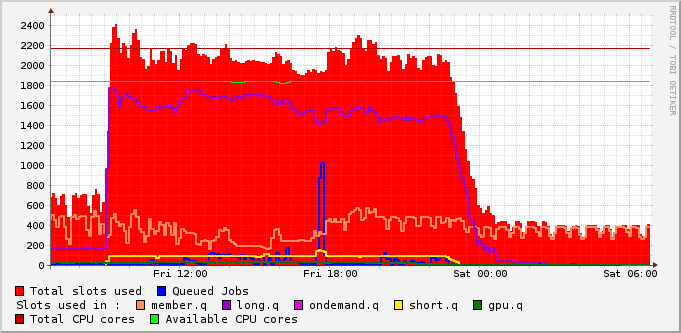 2400
2200
2000
1800
1600
1400
1200
1000
800
600
400
200
0
Fri 12:00 Fri 18:00 Sat 00:00 Sat 06:00
RRDTOOL / TOBI OETIKER
Total slots used Queued Jobs
Slots used in : member.q long.q ondemand.q short.q gpu.q
Total CPU cores Available CPU cores